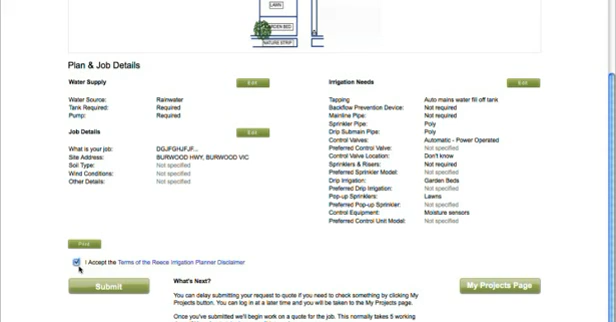 LAWN
GARDEN BED
NATURE STRIP
Plan & Job Details
Water Supply
Edit
Water Source: Rainwater
Tank Required: Required
Pump: Required
Job Details
Edit
What is your job: DGJFGHJFJF...
Site Address: BURWOOD HWY, BURWOOD VIC
Soil Type: Not specified
Wind Conditions: Not specified
Other Details: Not specified
Irrigation Needs
Edit
Tapping Auto mains water fill off tank
Backflow Prevention Device: Not required
Mainline Pipe: Not required
Sprinkler Pipe: Poly
Drip Submain Pipe: Poly
Control Valves: Automatic - Power Operated
Preferred Control Valve: Not specified
Control Valve Location: Don't know
Sprinklers & Risers: Not required
Preferred Sprinkler Model: Not specified
Drip Irrigation: Garden Beds
Preferred Drip Irrigation: Not specified
Pop-up Sprinklers: Lawns
Preferred Pop-up Sprinkler: Not specified
Control Equipment: Moisture sensors
Preferred Control Unit Model: Not specified
Print
I Accept the Terms of the Reece Irrigation Planner Disclaimer
Submit
What's Next?
My Projects Page
You can delay submitting your request to quote if you need to check something by clicking My
Projects button. You can log in at a later time and you will be taken to the My Projects page.
Once you've submitted we'll begin work on a quote for the job. This normally takes 5 working